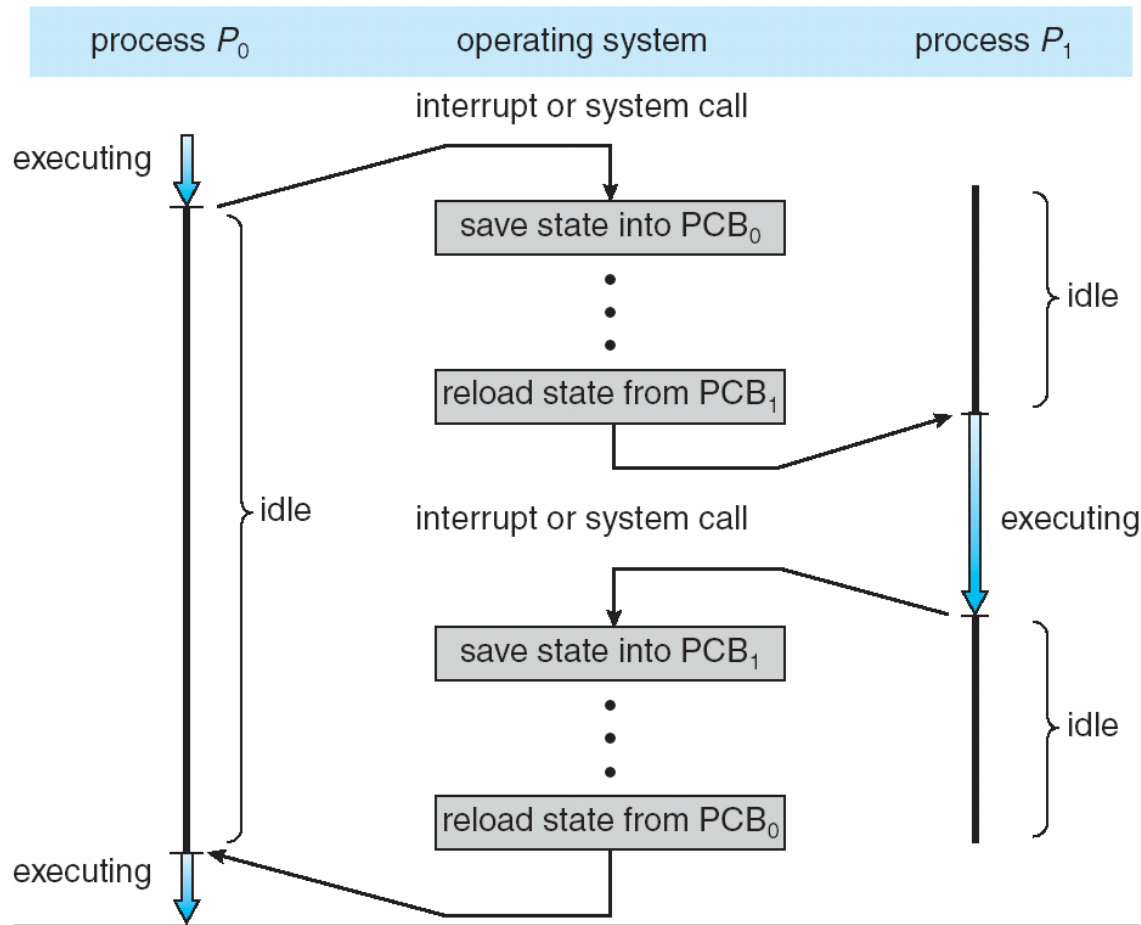 process P₀ operating system process P₁
interrupt or system call
executing
save state into PCB₀
idle
reload state from PCB₁
idle
interrupt or system call
executing
save state into PCB₁
idle
reload state from PCB₀
executing